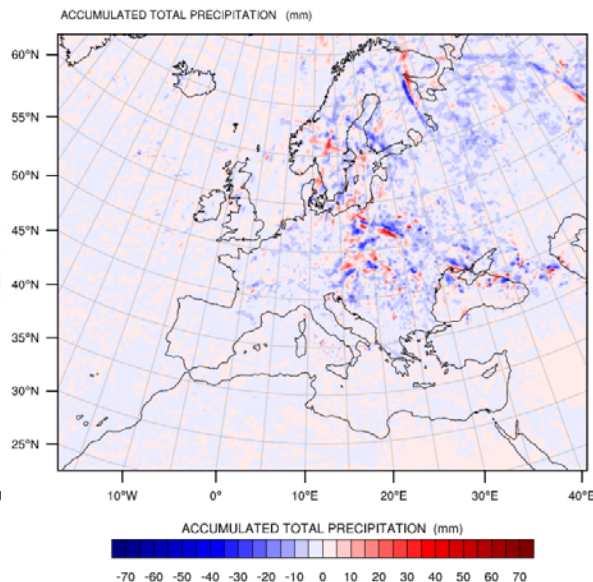 ACCUMULATED TOTAL PRECIPITATION (mm)
60°N
55°N
50°N
45°N
40°N
35°N
30°N
25°N
10°W 0° 10°E 20°E 30°E 40°E
ACCUMULATED TOTAL PRECIPITATION (mm)
-70 -60 -50 -40 -30 -20 -10 0 10 20 30 40 50 60 70